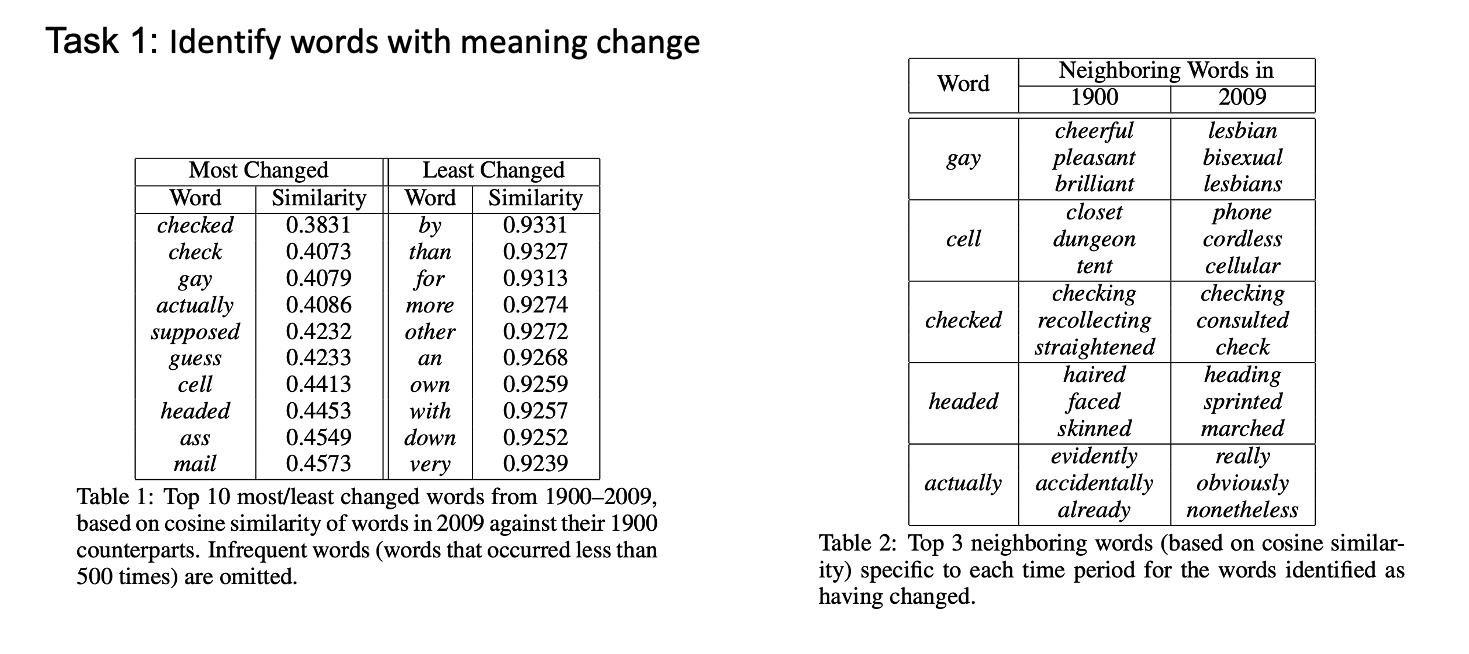 Task 1: Identify words with meaning change
Most Changed Least Changed
Word Similarity Word Similarity
checked 0.3831 by 0.9331
check 0.4073 than 0.9327
gay 0.4079 for 0.9313
actually 0.4086 more 0.9274
supposed 0.4232 other 0.9272
guess 0.4233 an 0.9268
cell 0.4413 own 0.9259
headed 0.4453 with 0.9257
ass 0.4549 down 0.9252
mail 0.4573 very 0.9239
Table 1: Top 10 most/least changed words from 1900–2009,
based on cosine similarity of words in 2009 against their 1900
counterparts. Infrequent words (words that occurred less than
500 times) are omitted.
Word Neighboring Words in
1900 2009
gay
cheerful lesbian
pleasant bisexual
brilliant lesbians
cell
closet phone
dungeon cordless
tent cellular
checked
checking checking
recollecting consulted
straightened check
headed
haired heading
faced sprinted
skinned marched
actually
evidently really
accidentally obviously
already nonetheless
Table 2: Top 3 neighboring words (based on cosine similar-
ity) specific to each time period for the words identified as
having changed.